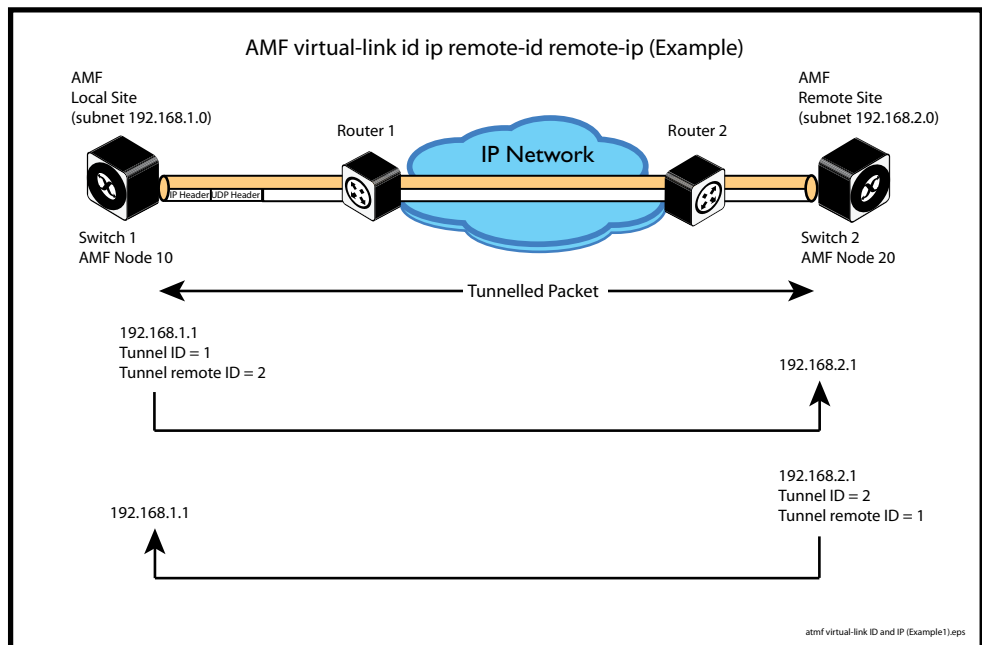 AMF virtual-link id ip remote-id remote-ip (Example)
AMF
Local Site
(subnet 192.168.1.0)
AMF
Remote Site
(subnet 192.168.2.0)
Router 1
Router 2
IP Network
IP Header
UDP Header
Switch 1
AMF Node 10
Switch 2
AMF Node 20
Tunnelled Packet
192.168.1.1
Tunnel ID = 1
Tunnel remote ID = 2
192.168.2.1
192.168.2.1
Tunnel ID = 2
Tunnel remote ID = 1
192.168.1.1
atmf virtual-link ID and IP (Example1).eps